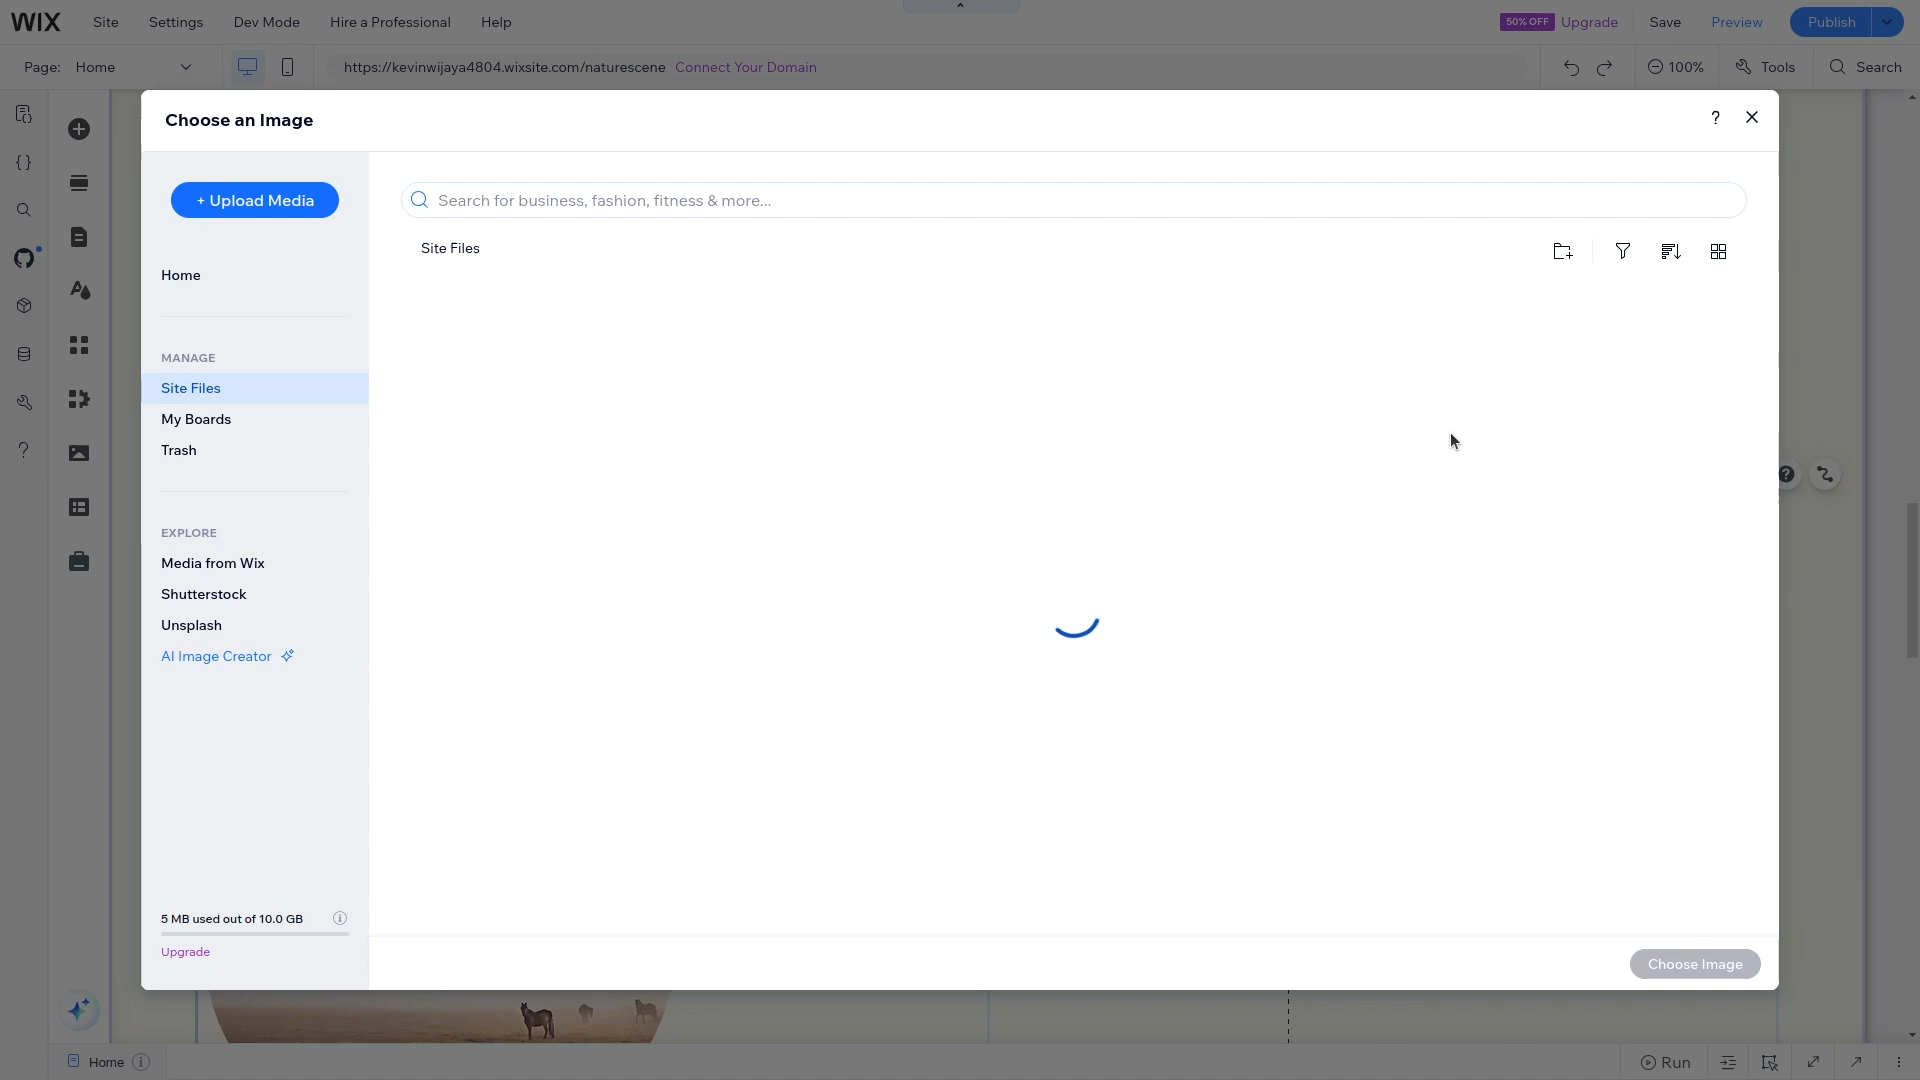 WIX Site Settings Dev Mode Hire a Professional Help 50% OFF Upgrade Save Preview Publish
Page: Home https://kevinwijaya4804.wixsite.com/naturescene Connect Your Domain 100% Tools Search
Choose an Image ?
+ Upload Media
Search for business, fashion, fitness & more...
Site Files
Home
MANAGE
Site Files
My Boards
Trash
EXPLORE
Media from Wix
Shutterstock
Unsplash
AI Image Creator
5 MB used out of 10.0 GB
Upgrade
Choose Image
Home Run